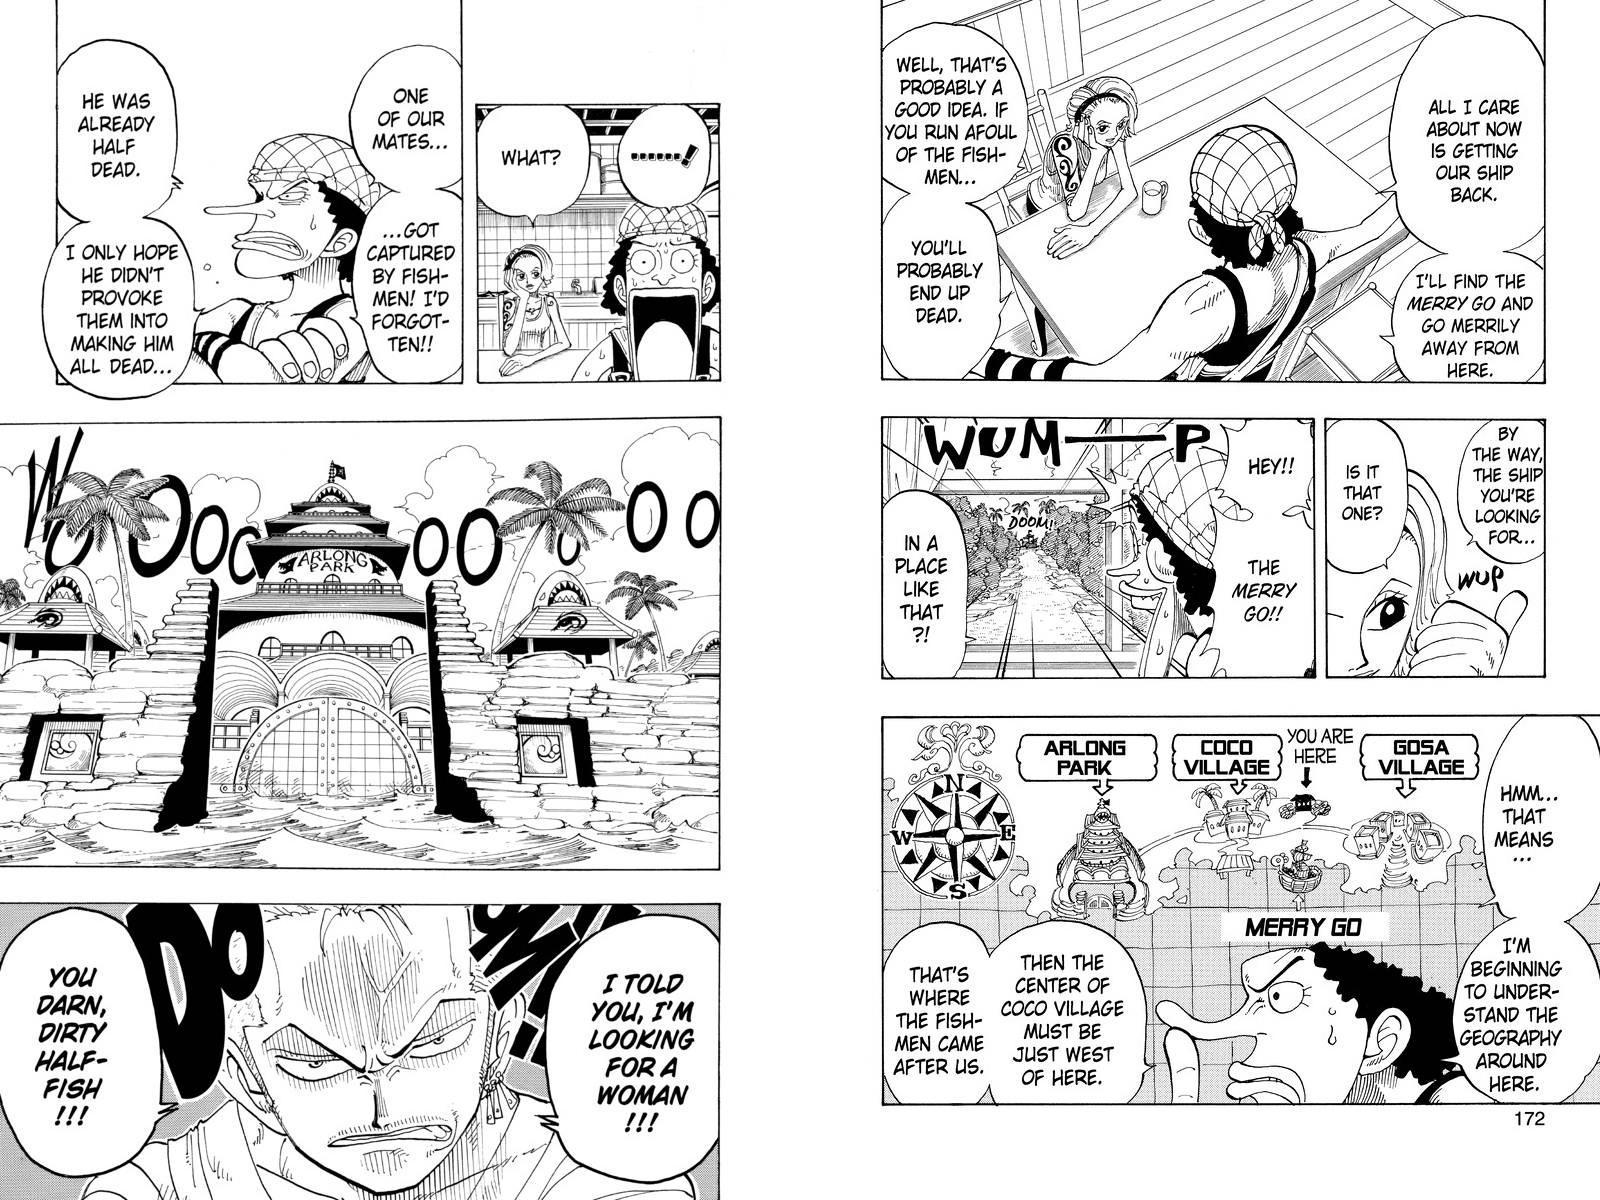 ALL I CARE
ABOUT NOW
IS GETTING
OUR SHIP
BACK.
I'LL FIND THE
MERRY GO AND
GO MERRILY
AWAY FROM
HERE.
WELL, THAT'S
PROBABLY A
GOOD IDEA. IF
YOU RUN AFOUL
OF THE FISH-
MEN...
YOU'LL
PROBABLY
END UP
DEAD.
BY
THE WAY,
THE SHIP
YOU'RE
LOOKING
FOR...
IS IT
THAT
ONE?
WUP
HEY!!
THE
MERRY
GO!!
WUM—P
DOOM!
IN A
PLACE
LIKE
THAT
?!
HMM...
THAT
MEANS
...
I'M
BEGINNING
TO UNDER-
STAND THE
GEOGRAPHY
AROUND
HERE.
ARLONG
PARK
COCO
VILLAGE
YOU ARE
HERE
GOSA
VILLAGE
N
W
E
S
MERRY GO
THEN THE
CENTER OF
COCO VILLAGE
MUST BE
JUST WEST
OF HERE.
THAT'S
WHERE
THE FISH-
MEN CAME
AFTER US.
172
......!
WHAT?
ONE
OF OUR
MATES...
...GOT
CAPTURED
BY FISH-
MEN! I'D
FORGOT-
TEN!!
HE WAS
ALREADY
HALF
DEAD.
I ONLY HOPE
HE DIDN'T
PROVOKE
THEM INTO
MAKING HIM
ALL DEAD...
WOOOOOOOOOO
ARLONG
PARK
I TOLD
YOU, I'M
LOOKING
FOR A
WOMAN
!!!
YOU
DARN,
DIRTY
HALF-
FISH
!!!